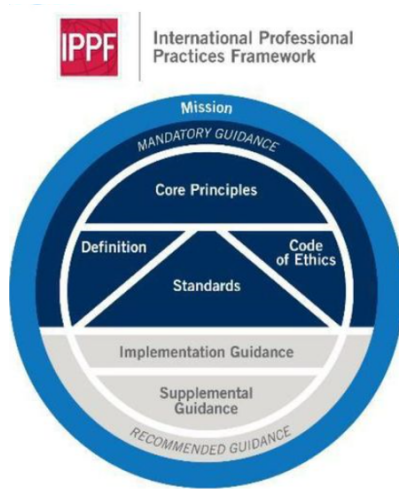 IPPF
International Professional
Practices Framework
Mission
MANDATORY GUIDANCE
Core Principles
Definition
Code
of Ethics
Standards
Implementation Guidance
Supplemental
Guidance
RECOMMENDED GUIDANCE